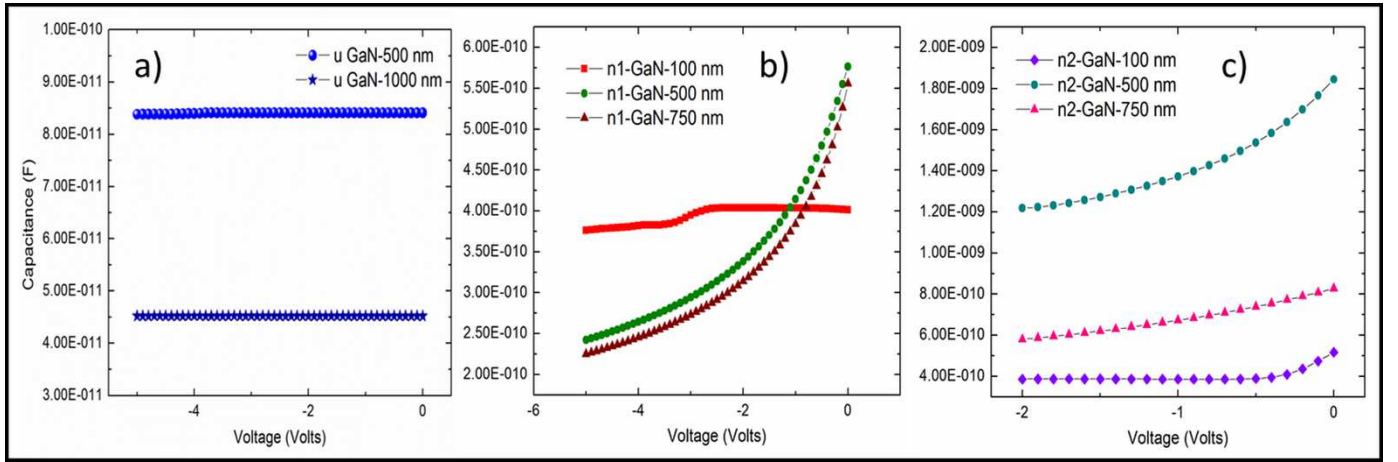 a)
u GaN-500 nm
u GaN-1000 nm
1.00E-010
9.00E-011
8.00E-011
7.00E-011
6.00E-011
5.00E-011
4.00E-011
3.00E-011
Capacitance (F)
-4
-2
0
Voltage (Volts)
b)
n1-GaN-100 nm
n1-GaN-500 nm
n1-GaN-750 nm
6.00E-010
5.50E-010
5.00E-010
4.50E-010
4.00E-010
3.50E-010
3.00E-010
2.50E-010
2.00E-010
-6
-4
-2
0
Voltage (Volts)
c)
n2-GaN-100 nm
n2-GaN-500 nm
n2-GaN-750 nm
2.00E-009
1.80E-009
1.60E-009
1.40E-009
1.20E-009
1.00E-009
8.00E-010
6.00E-010
4.00E-010
-2
-1
0
Voltage (Volts)